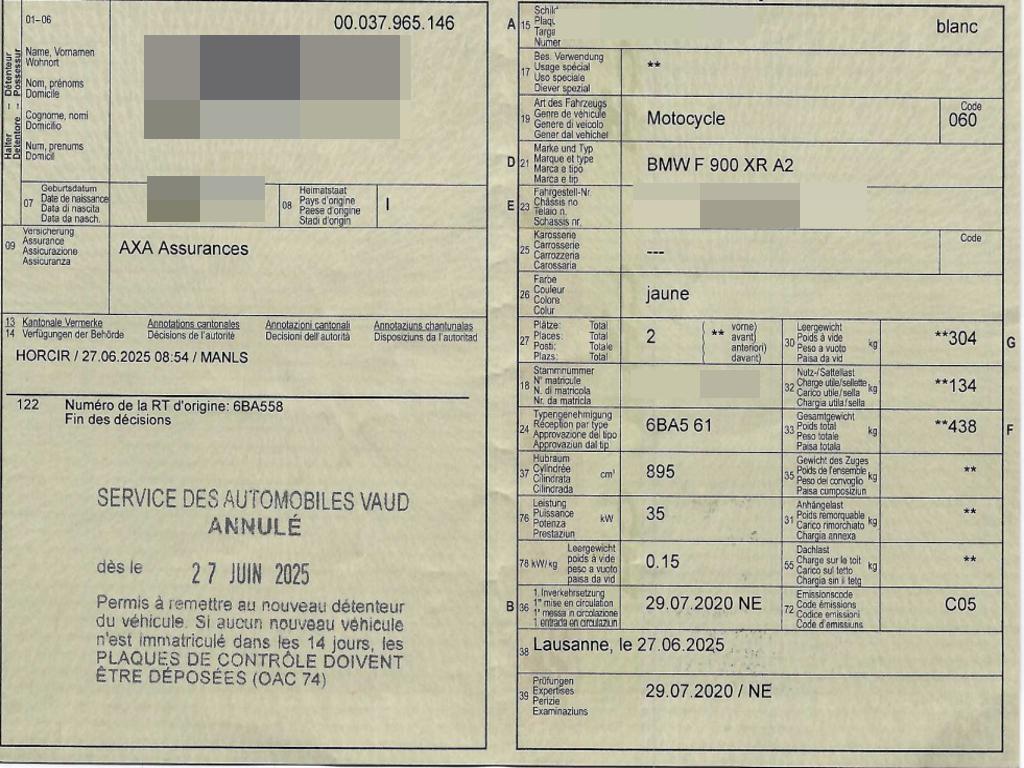 01-06
00.037.965.146
Halter – Détenteur
Detentore – Possessur
Name, Vornamen
Wohnort
Nom, prénoms
Domicile
Cognome, nomi
Domicilio
Num, prenums
Domicil
07
Geburtsdatum
Date de naissance
Data di nascita
Data da nasch.
08
Heimatstaat
Pays d'origine
Paese d'origine
Stadi d'origin
I
09
Versicherung
Assurance
Assicurazione
Assicuranza
AXA Assurances
13 Kantonale Vermerke Annotations cantonales Annotazioni cantonali Annotaziuns chantunalas
14 Verfügungen der Behörde Décisions de l'autorité Decisioni dell'autorità Disposiziuns da l'autoritad
HORCIR / 27.06.2025 08:54 / MANLS
122 Numéro de la RT d'origine: 6BA558
Fin des décisions
SERVICE DES AUTOMOBILES VAUD
ANNULÉ
dès le 27 JUIN 2025
Permis à remettre au nouveau détenteur
du véhicule. Si aucun nouveau véhicule
n'est immatriculé dans les 14 jours, les
PLAQUES DE CONTRÔLE DOIVENT
ÊTRE DÉPOSÉES (OAC 74)
A 15
Targa
Numer
blanc
17
Bes. Verwendung
Usage spécial
Uso speciale
Diever spezial
**
19
Art des Fahrzeugs
Genre de véhicule
Genere di veicolo
Gener dal vehichel
Motocycle
Code
060
D 21
Marke und Typ
Marque et type
Marca e tipo
Marca e tip
BMW F 900 XR A2
E 23
Fahrgestell-Nr.
Châssis no
Telaio n.
Schassis nr.
25
Karosserie
Carrosserie
Carrozzeria
Carossaria
---
Code
26
Farbe
Couleur
Colore
Colur
jaune
27
Plätze: Total
Places: Total
Posti: Totale
Plazs: Total
2
** vorne)
avant)
anteriori)
davant)
30
Leergewicht
Poids à vide
Peso a vuoto
Paisa da vid
kg
**304
G
18
Stammnummer
N° matricule
N. di matricola
Nr. da matricla
32
Nutz-/Sattellast
Charge utile/sellette
Carico utile/sella
Chargia utila/sella
kg
**134
24
Typengenehmigung
Réception par type
Approvazione del tipo
Approvaziun dal tip
6BA5 61
33
Gesamtgewicht
Poids total
Peso totale
Paisa totala
kg
**438
F
37
Hubraum
Cylindrée
Cilindrata
Cilindrada
cm³
895
35
Gewicht des Zuges
Poids de l'ensemble
Peso del convoglio
Paisa cumposiziun
kg
**
76
Leistung
Puissance
Potenza
Prestaziun
kW
35
31
Anhängelast
Poids remorquable
Carico rimorchiato
Chargia annexa
kg
**
78 kW/kg
Leergewicht
poids à vide
peso a vuoto
paisa da vid
0.15
55
Dachlast
Charge sur le toit
Carico sul tetto
Chargia sin il tetg
kg
**
B 36
1. Inverkehrsetzung
1re mise en circulation
1a messa in circolazione
1. entrada en circulaziun
29.07.2020 NE
72
Emissionscode
Code émissions
Codice emissioni
Code d'emissiuns
C05
38 Lausanne, le 27.06.2025
39
Prüfungen
Expertises
Perizie
Examinaziuns
29.07.2020 / NE